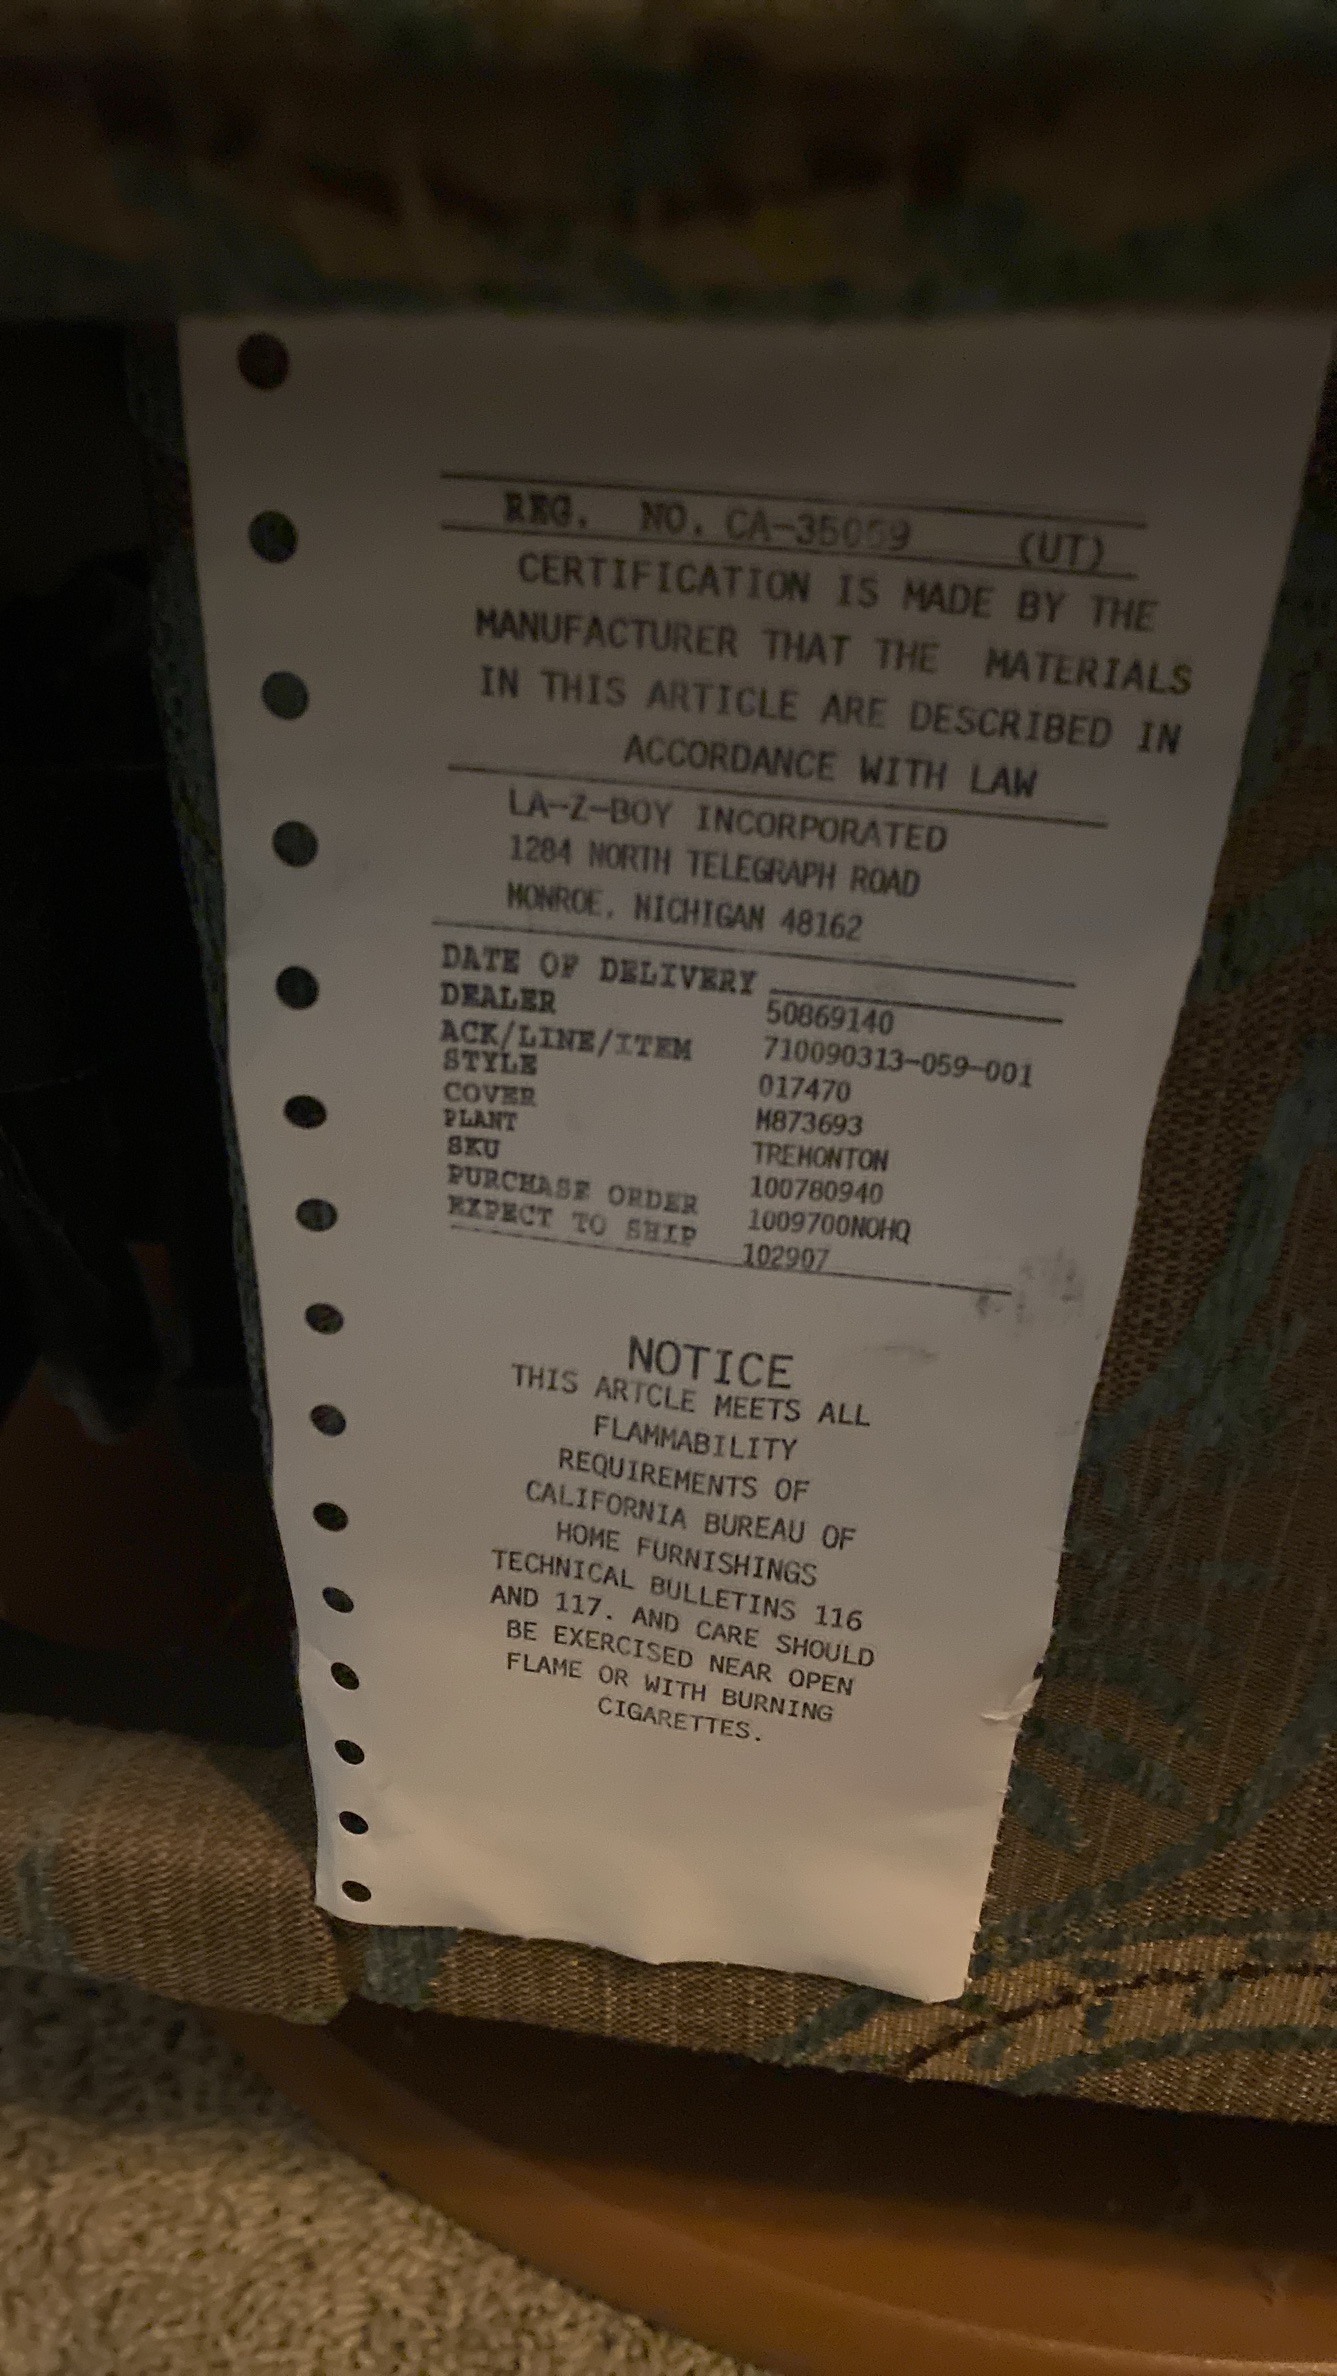 REG. NO. CA-35059 (UT)
CERTIFICATION IS MADE BY THE
MANUFACTURER THAT THE MATERIALS
IN THIS ARTICLE ARE DESCRIBED IN
ACCORDANCE WITH LAW
LA-Z-BOY INCORPORATED
1284 NORTH TELEGRAPH ROAD
MONROE, MICHIGAN 48162
DATE OF DELIVERY
DEALER 50869140
ACK/LINE/ITEM 710090313-059-001
STYLE 017470
COVER M873693
PLANT TREMONTON
SKU 100780940
PURCHASE ORDER 1009700NOHQ
EXPECT TO SHIP 102907
NOTICE
THIS ARTCLE MEETS ALL
FLAMMABILITY
REQUIREMENTS OF
CALIFORNIA BUREAU OF
HOME FURNISHINGS
TECHNICAL BULLETINS 116
AND 117. AND CARE SHOULD
BE EXERCISED NEAR OPEN
FLAME OR WITH BURNING
CIGARETTES.